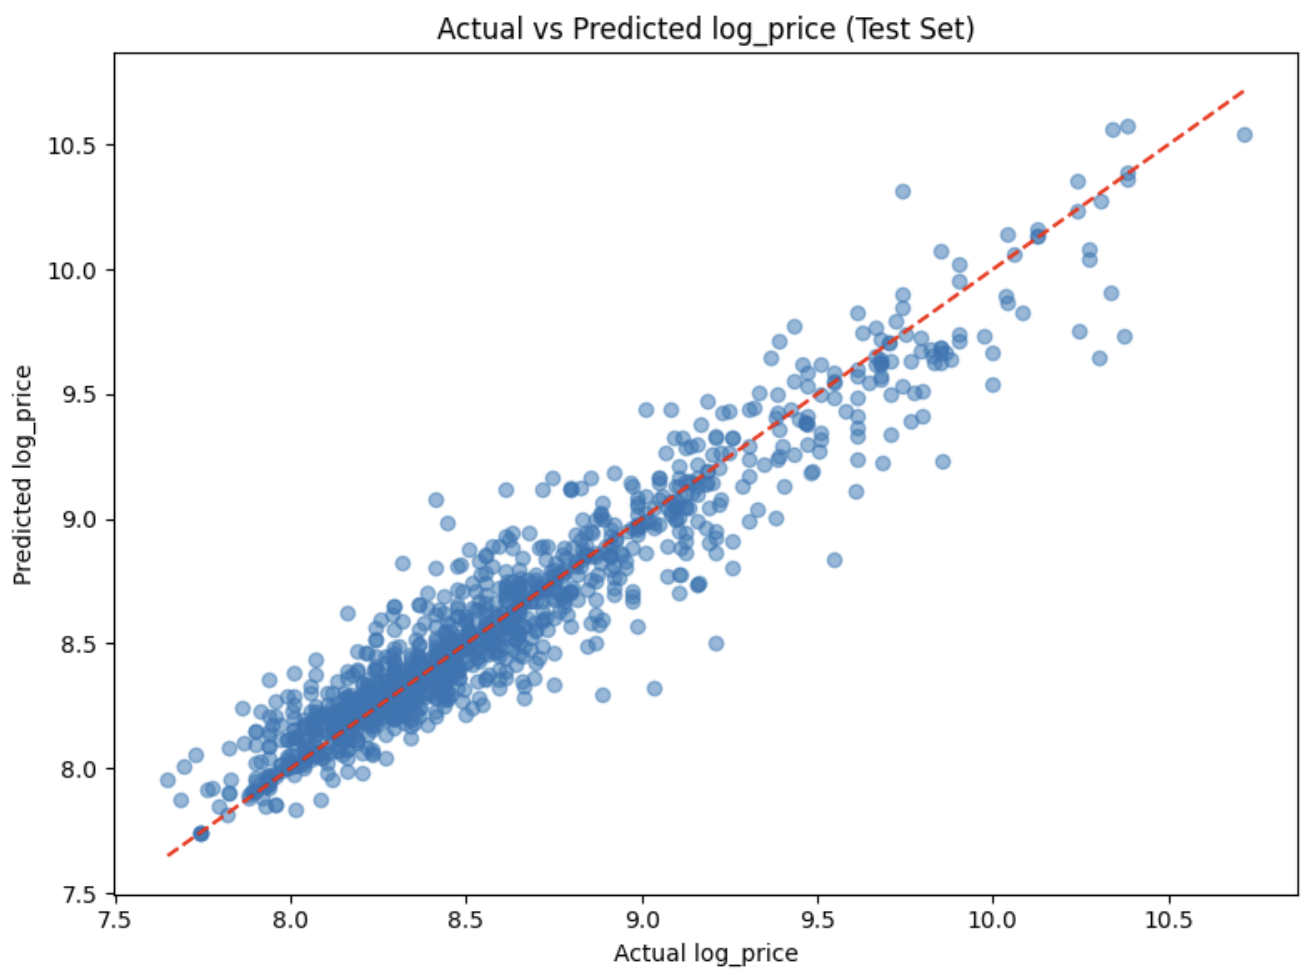 Actual vs Predicted log_price (Test Set)
10.5
10.0
9.5
9.0
8.5
8.0
7.5
Predicted log_price
7.5 8.0 8.5 9.0 9.5 10.0 10.5
Actual log_price